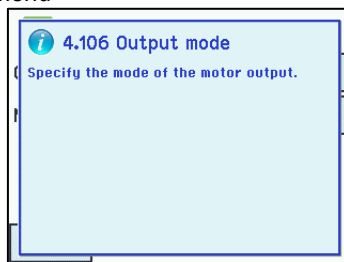 4.106 Output mode
Specify the mode of the motor output.